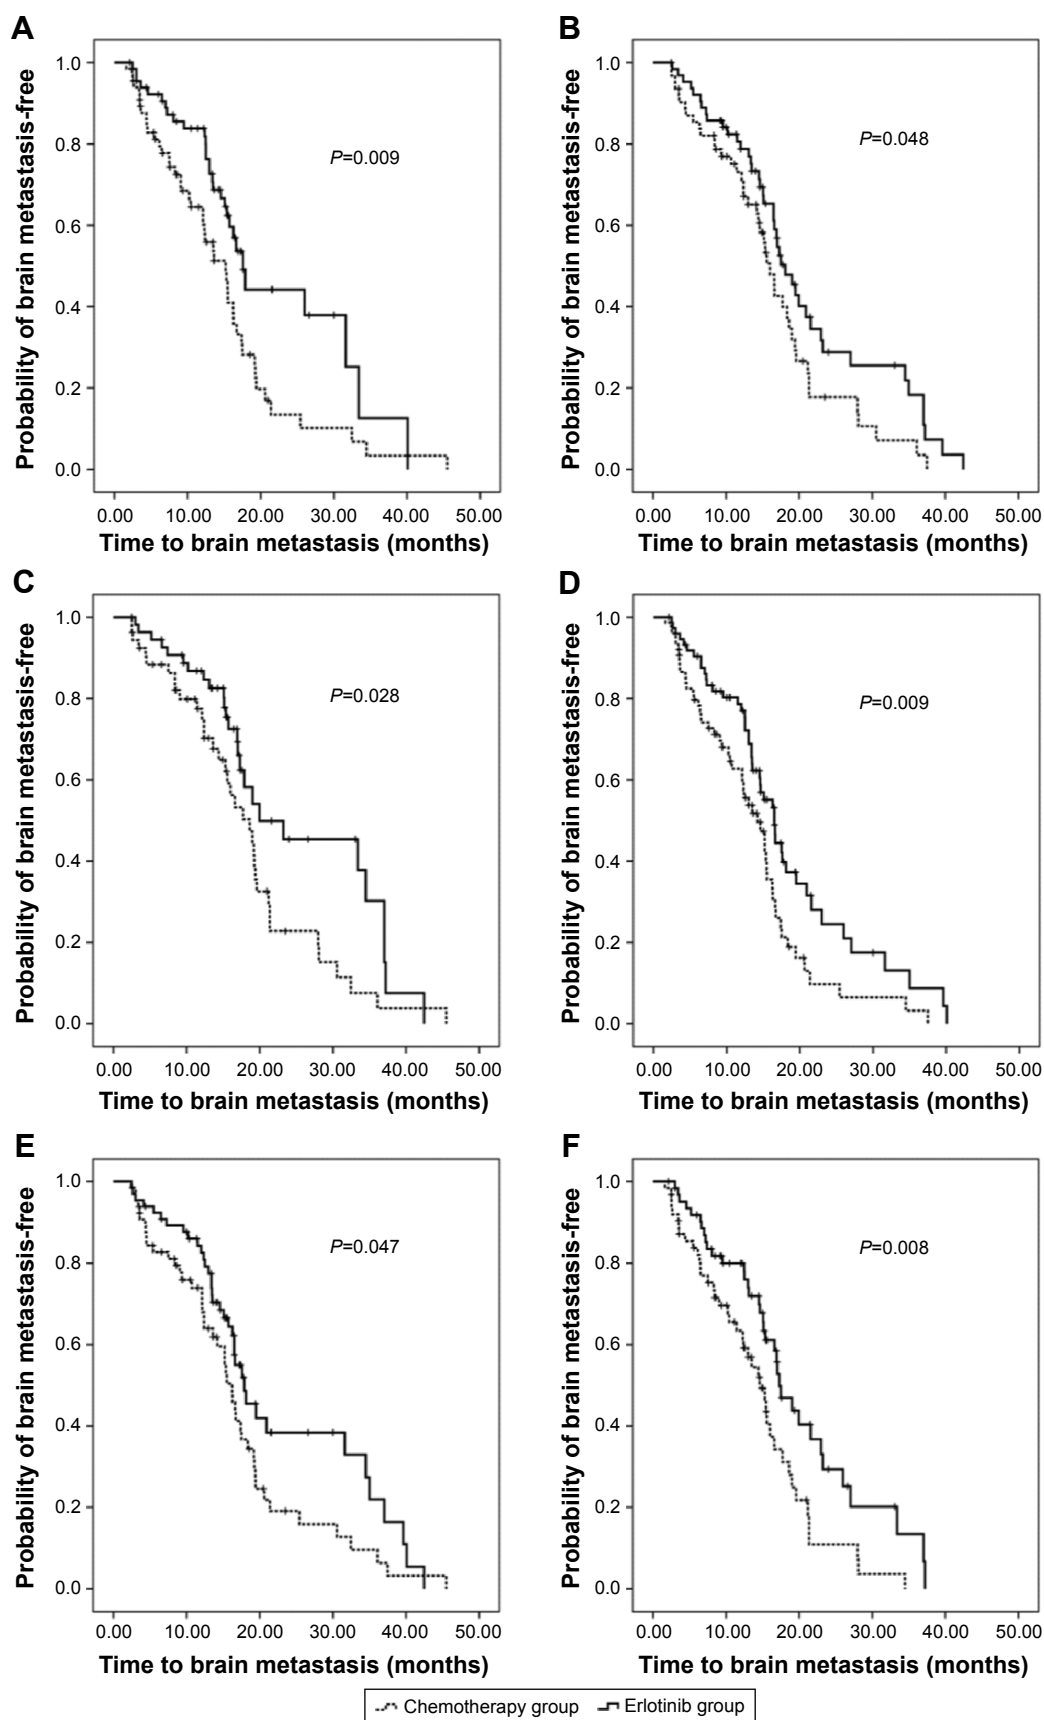 A
Probability of brain metastasis-free
1.0
0.8
0.6
0.4
0.2
0.0
P=0.009
0.00 10.00 20.00 30.00 40.00 50.00
Time to brain metastasis (months)
B
Probability of brain metastasis-free
1.0
0.8
0.6
0.4
0.2
0.0
P=0.048
0.00 10.00 20.00 30.00 40.00 50.00
Time to brain metastasis (months)
C
Probability of brain metastasis-free
1.0
0.8
0.6
0.4
0.2
0.0
P=0.028
0.00 10.00 20.00 30.00 40.00 50.00
Time to brain metastasis (months)
D
Probability of brain metastasis-free
1.0
0.8
0.6
0.4
0.2
0.0
P=0.009
0.00 10.00 20.00 30.00 40.00 50.00
Time to brain metastasis (months)
E
Probability of brain metastasis-free
1.0
0.8
0.6
0.4
0.2
0.0
P=0.047
0.00 10.00 20.00 30.00 40.00 50.00
Time to brain metastasis (months)
F
Probability of brain metastasis-free
1.0
0.8
0.6
0.4
0.2
0.0
P=0.008
0.00 10.00 20.00 30.00 40.00 50.00
Time to brain metastasis (months)
Chemotherapy group Erlotinib group